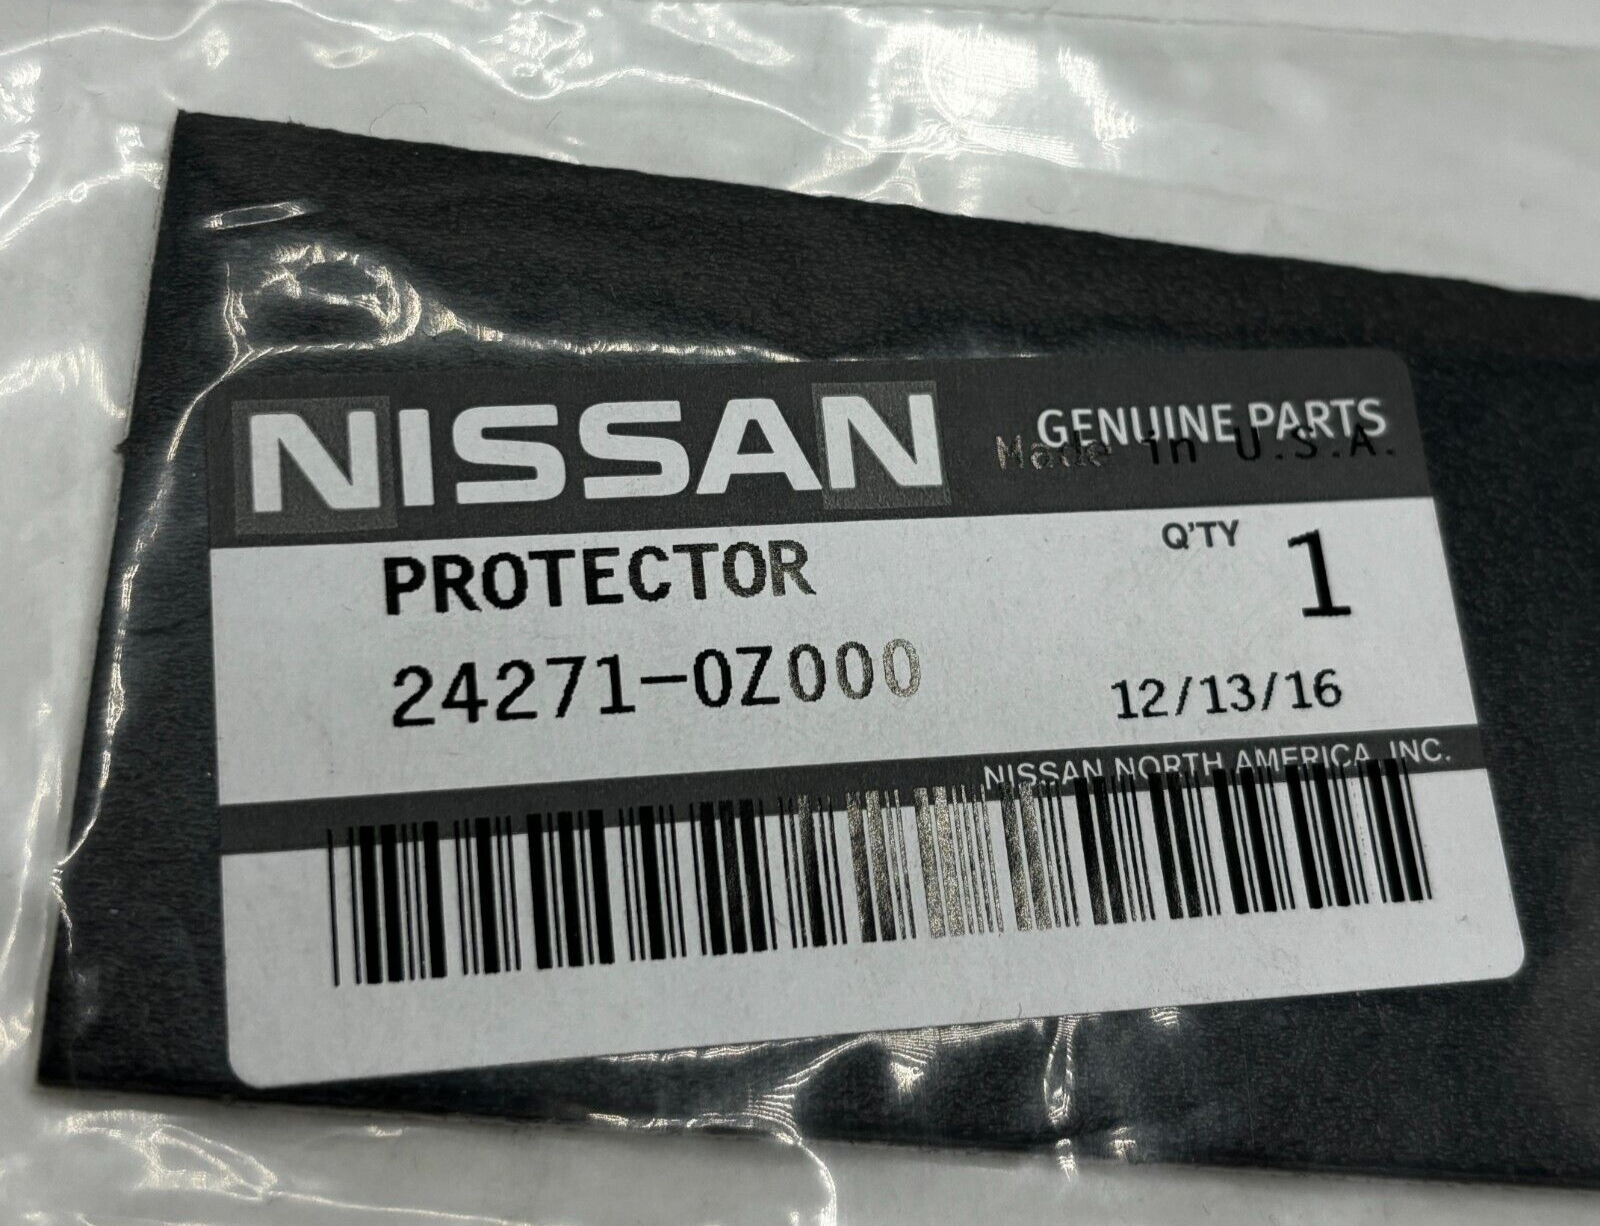 NISSAN
GENUINE PARTS
Made in U.S.A.
PROTECTOR
Q'TY 1
24271-0Z000
12/13/16
NISSAN NORTH AMERICA, INC.